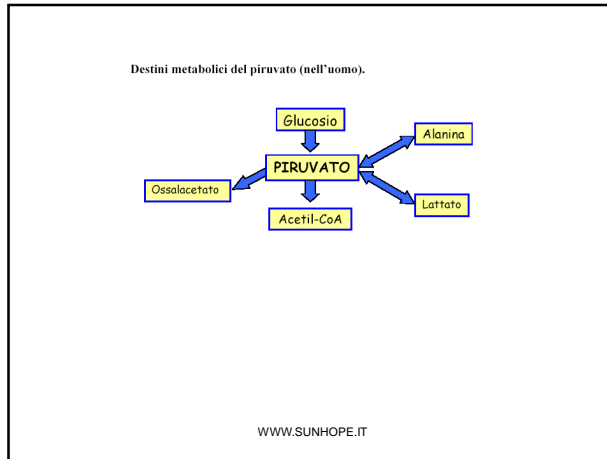 Destini metabolici del piruvato (nell'uomo).
Glucosio
Alanina
PIRUVATO
Ossalacetato
Lattato
Acetil-CoA
WWW.SUNHOPE.IT